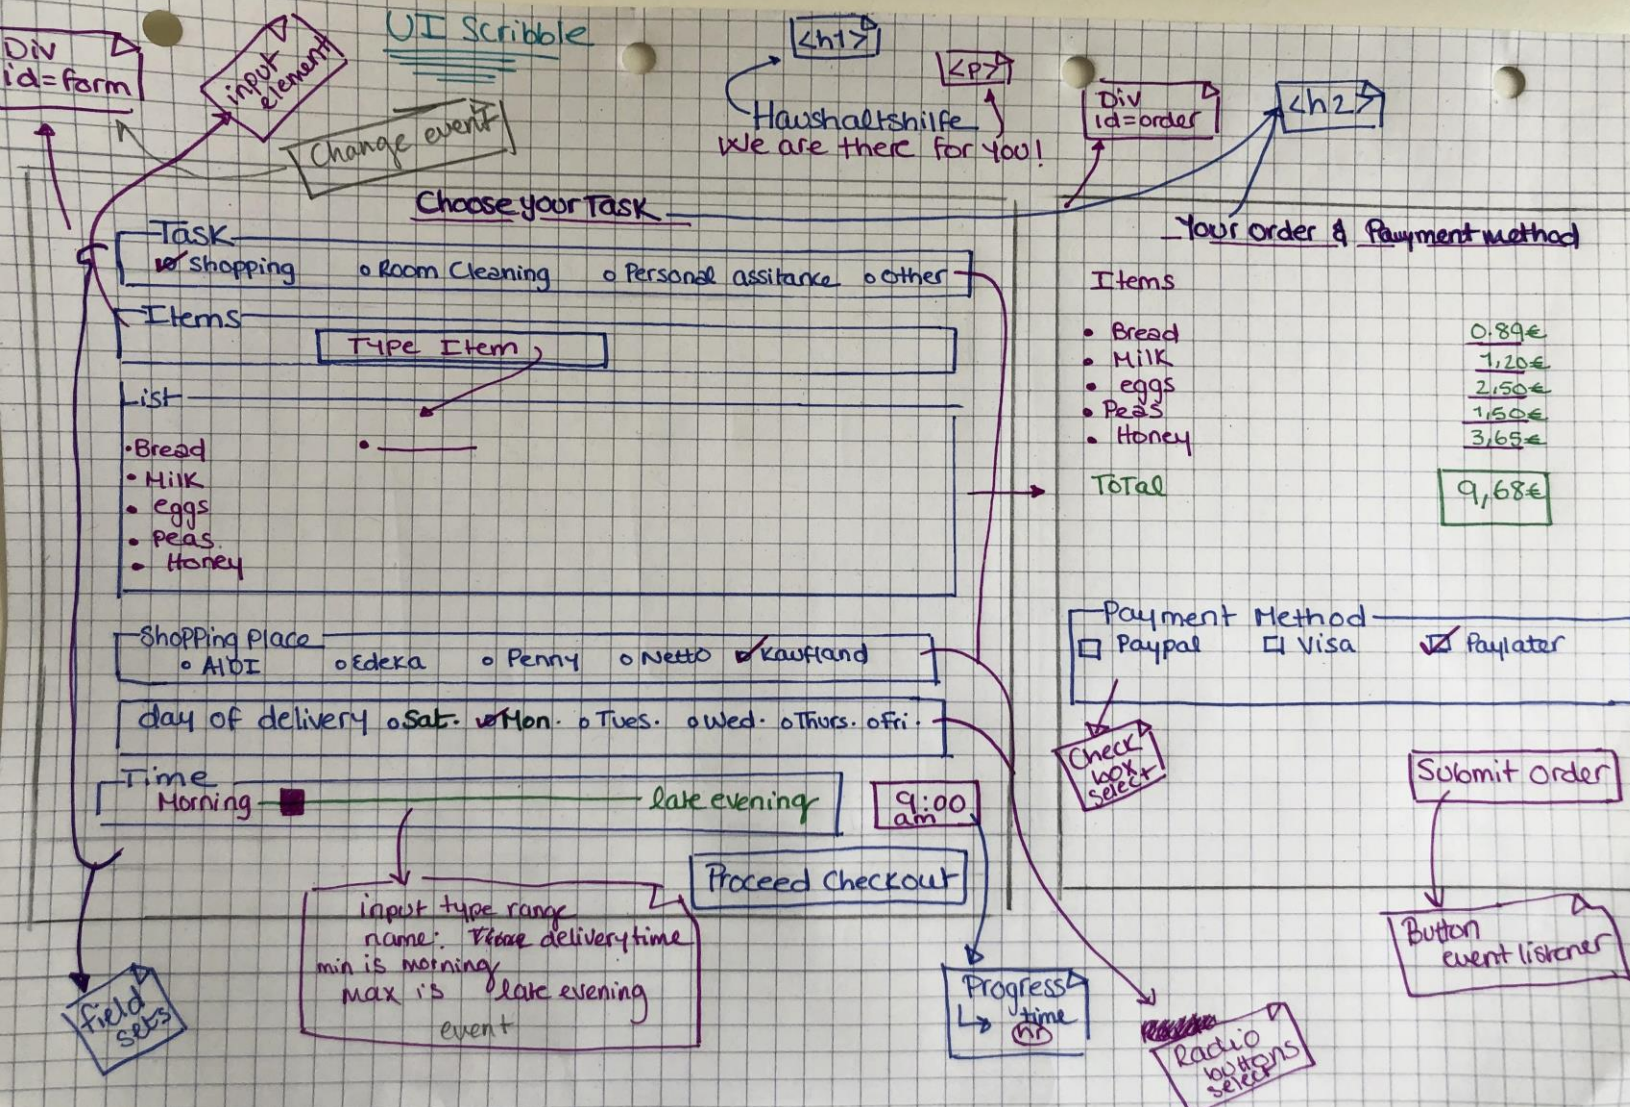 UI Scribble
Div
id=form
input
element
Change event
<h1>
<p>
Haushaltshilfe
We are there for you!
Div
id=order
<h2>
Choose your Task
Task
Shopping Room Cleaning Personal assitance Other
Items
Type Item
List
Bread
Milk
eggs
Peas
Honey
Shopping Place
AlDI Edeka Penny Netto Kaufland
day of delivery Sat. Mon. Tues. Wed. Thurs. Fri.
Time
Morning late evening
9:00
am
Proceed Checkout
input type range
name: delivery time
min is morning
max is late evening
event
field
sets
Progress
time
hr
Radio
buttons
select
Your order & Payment method
Items
Bread 0.89€
Milk 1,20€
eggs 2,50€
Peas 1,50€
Honey 3,65€
Total 9,68€
Payment Method
Paypal Visa Paylater
Check
box
select
Submit order
Button
event listener